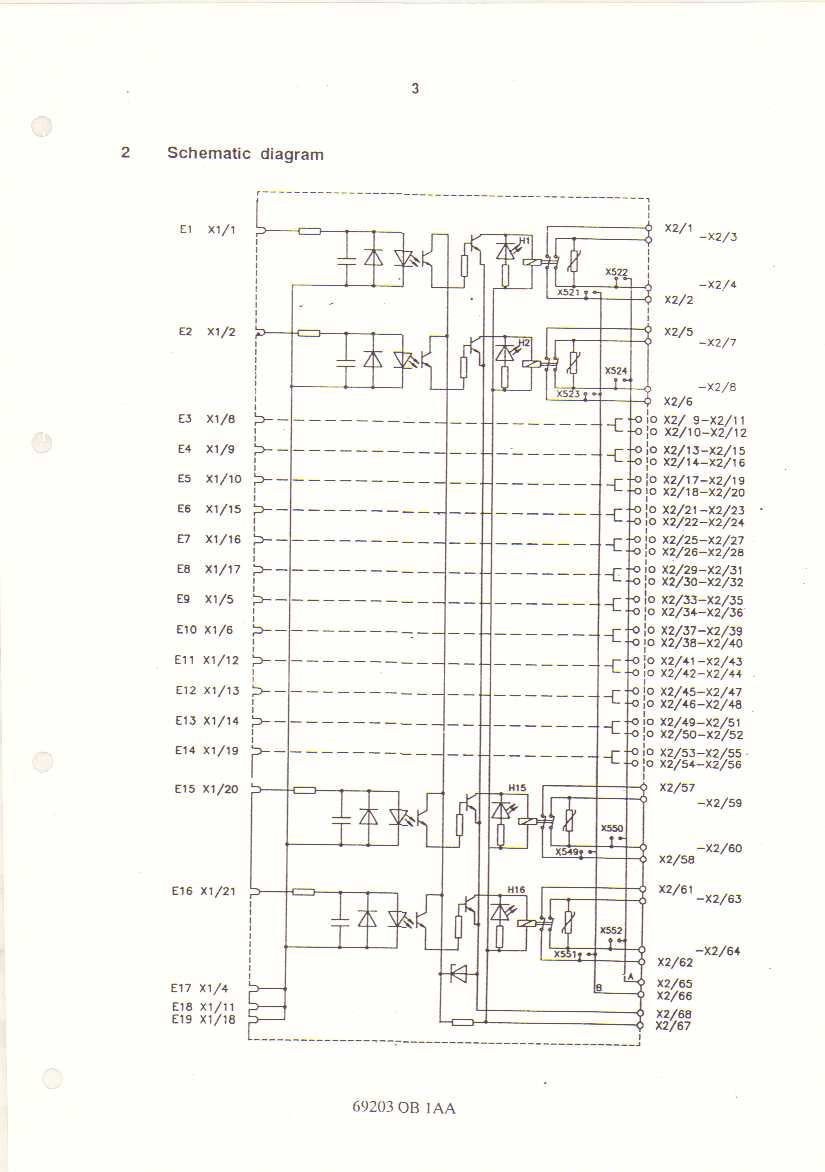 3
2 Schematic diagram
E1 X1/1 H1 X2/1
-X2/3
X522
-X2/4
X521
X2/2
E2 X1/2 H2 X2/5
-X2/7
X524
-X2/8
X523
X2/6
E3 X1/8 X2/ 9-X2/11
X2/10-X2/12
E4 X1/9 X2/13-X2/15
X2/14-X2/16
E5 X1/10 X2/17-X2/19
X2/18-X2/20
E6 X1/15 X2/21-X2/23
X2/22-X2/24
E7 X1/16 X2/25-X2/27
X2/26-X2/28
E8 X1/17 X2/29-X2/31
X2/30-X2/32
E9 X1/5 X2/33-X2/35
X2/34-X2/36
E10 X1/6 X2/37-X2/39
X2/38-X2/40
E11 X1/12 X2/41-X2/43
X2/42-X2/44
E12 X1/13 X2/45-X2/47
X2/46-X2/48
E13 X1/14 X2/49-X2/51
X2/50-X2/52
E14 X1/19 X2/53-X2/55
X2/54-X2/56
E15 X1/20 H15 X2/57
-X2/59
X550
-X2/60
X549
X2/58
E16 X1/21 H16 X2/61
-X2/63
X552
-X2/64
X551
X2/62
E17 X1/4 A X2/65
B X2/66
E18 X1/11 X2/68
E19 X1/18 X2/67
69203 OB 1AA